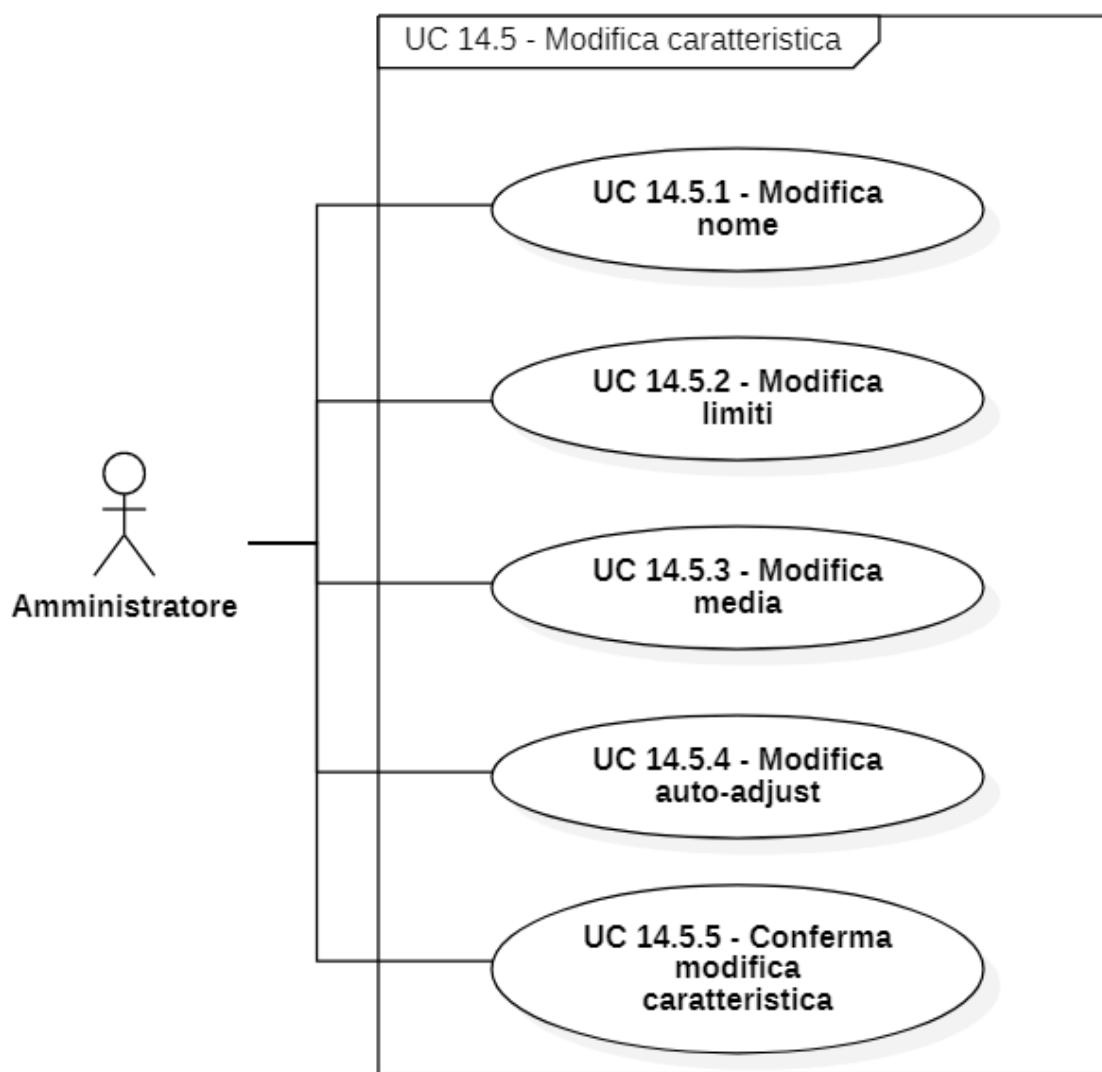 UC 14.5 - Modifica caratteristica
UC 14.5.1 - Modifica
nome
UC 14.5.2 - Modifica
limiti
UC 14.5.3 - Modifica
media
Amministratore
UC 14.5.4 - Modifica
auto-adjust
UC 14.5.5 - Conferma
modifica
caratteristica